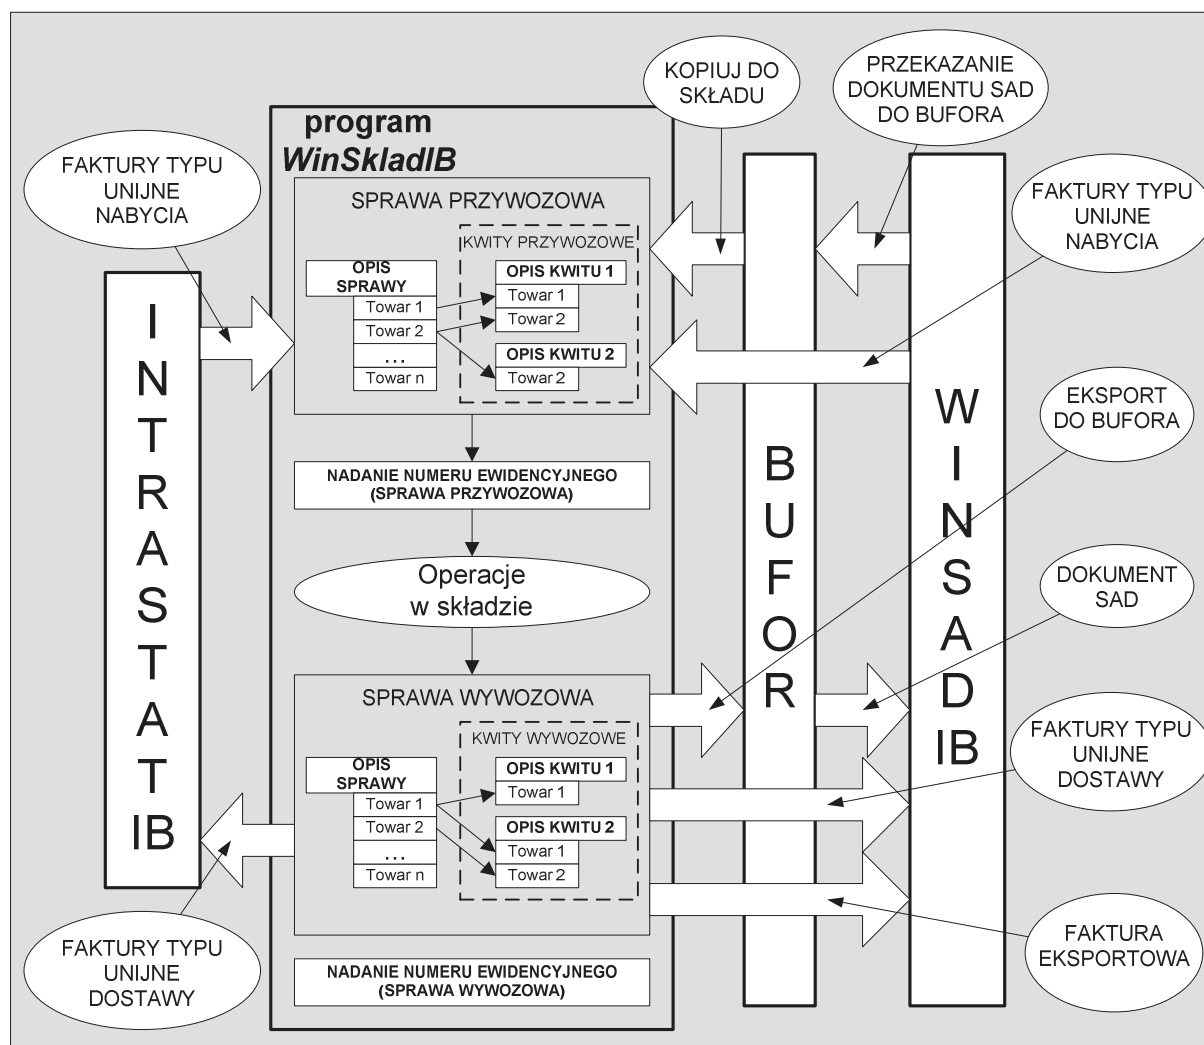 KOPIUJ DO
SKŁADU
PRZEKAZANIE
DOKUMENTU SAD
DO BUFORA
program
WinSkladIB
FAKTURY TYPU
UNIJNE
NABYCIA
FAKTURY TYPU
UNIJNE
NABYCIA
SPRAWA PRZYWOZOWA
KWITY PRZYWOZOWE
OPIS
SPRAWY
Towar 1
Towar 2
...
Towar n
OPIS KWITU 1
Towar 1
Towar 2
OPIS KWITU 2
Towar 2
INTRASTAT
IB
BUFOR
WINSAD
IB
EKSPORT
DO BUFORA
NADANIE NUMERU EWIDENCYJNEGO
(SPRAWA PRZYWOZOWA)
Operacje
w składzie
DOKUMENT
SAD
SPRAWA WYWOZOWA
KWITY WYWOZOWE
OPIS
SPRAWY
Towar 1
Towar 2
...
Towar n
OPIS KWITU 1
Towar 1
OPIS KWITU 2
Towar 1
Towar 2
FAKTURY TYPU
UNIJNE
DOSTAWY
FAKTURY TYPU
UNIJNE
DOSTAWY
FAKTURA
EKSPORTOWA
NADANIE NUMERU EWIDENCYJNEGO
(SPRAWA WYWOZOWA)